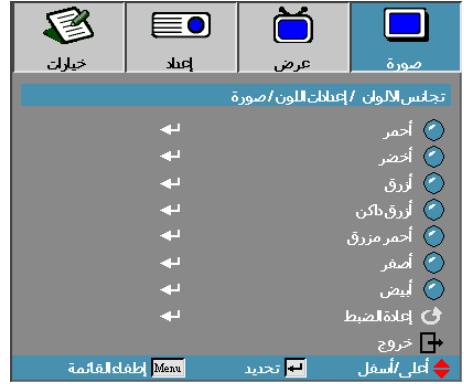 صورة عرض إعداد خيارات
تجانس الالوان / إعدادات اللون / صورة
أحمر
أخضر
أزرق
أزرق داكن
أحمر مزرق
أصفر
أبيض
إعادة الضبط
خروج
أعلى/أسفل تحديد Menu إطفاء القائمة